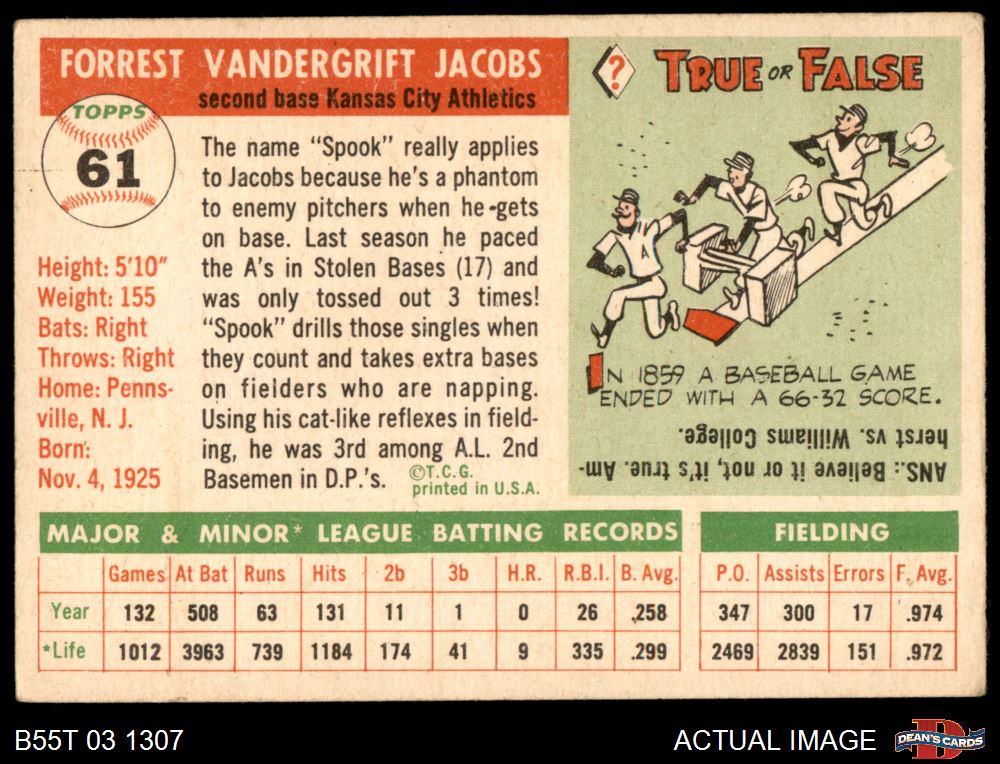 FORREST VANDERGRIFT JACOBS
second base Kansas City Athletics
TOPPS
61
Height: 5'10"
Weight: 155
Bats: Right
Throws: Right
Home: Penns-
ville, N. J.
Born:
Nov. 4, 1925
The name "Spook" really applies
to Jacobs because he's a phantom
to enemy pitchers when he gets
on base. Last season he paced
the A's in Stolen Bases (17) and
was only tossed out 3 times!
"Spook" drills those singles when
they count and takes extra bases
on fielders who are napping.
Using his cat-like reflexes in field-
ing, he was 3rd among A.L. 2nd
Basemen in D.P.'s.
©T.C.G.
printed in U.S.A.
? TRUE OR FALSE
A
IN 1859 A BASEBALL GAME
ENDED WITH A 66-32 SCORE.
ANS.: Believe it or not, it's true. Am-
herst vs. Williams College.
MAJOR & MINOR* LEAGUE BATTING RECORDS
Games At Bat Runs Hits 2b 3b H.R. R.B.I. B. Avg.
Year 132 508 63 131 11 1 0 26 .258
*Life 1012 3963 739 1184 174 41 9 335 .299
FIELDING
P.O. Assists Errors F. Avg.
347 300 17 .974
2469 2839 151 .972
B55T 03 1307
ACTUAL IMAGE
DEAN'S CARDS